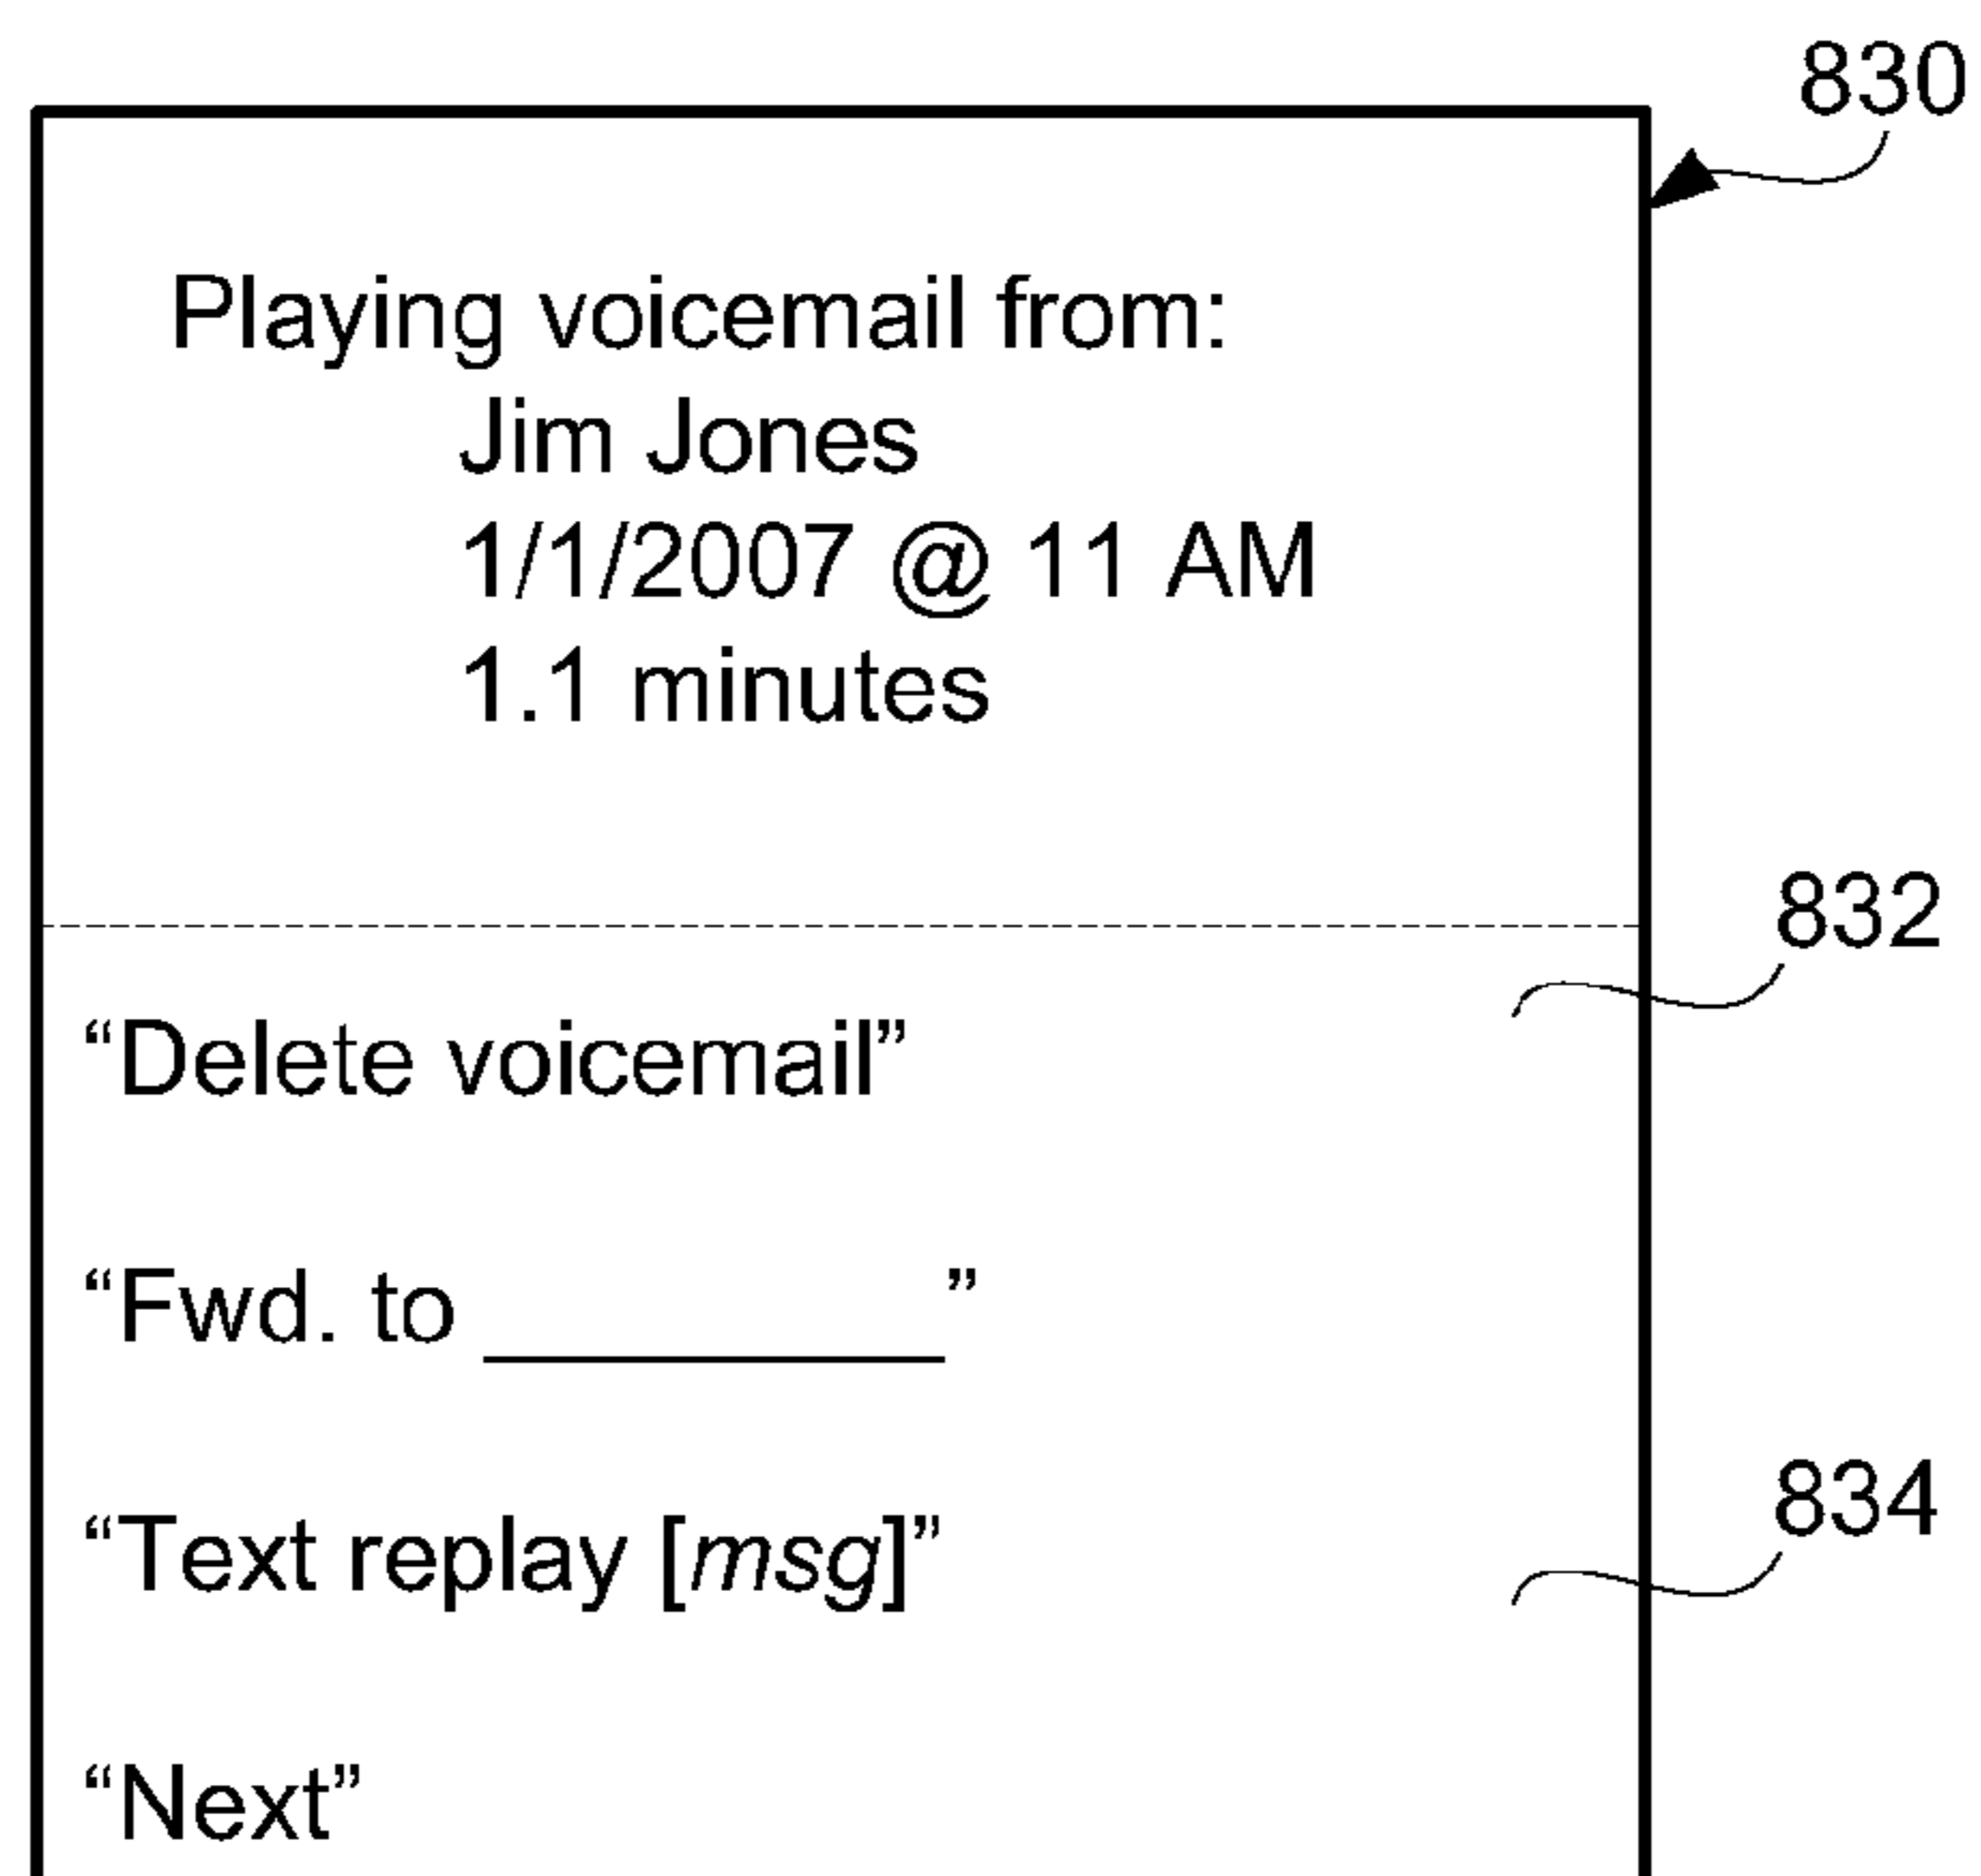 830
Playing voicemail from:
Jim Jones
1/1/2007 @ 11 AM
1.1 minutes
832
“Delete voicemail”
“Fwd. to ________”
834
“Text replay [msg]”
“Next”